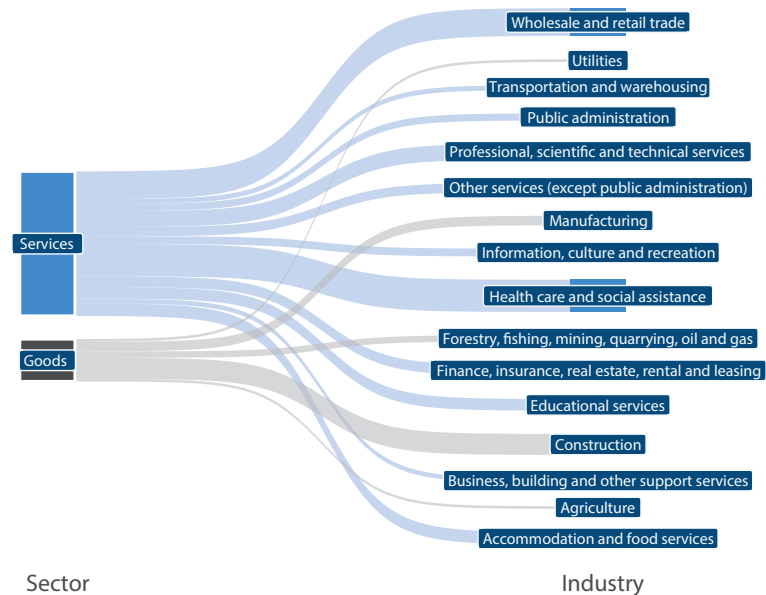 Wholesale and retail trade
Utilities
Transportation and warehousing
Public administration
Professional, scientific and technical services
Other services (except public administration)
Manufacturing
Services
Information, culture and recreation
Health care and social assistance
Forestry, fishing, mining, quarrying, oil and gas
Goods
Finance, insurance, real estate, rental and leasing
Educational services
Construction
Business, building and other support services
Agriculture
Accommodation and food services
Sector
Industry